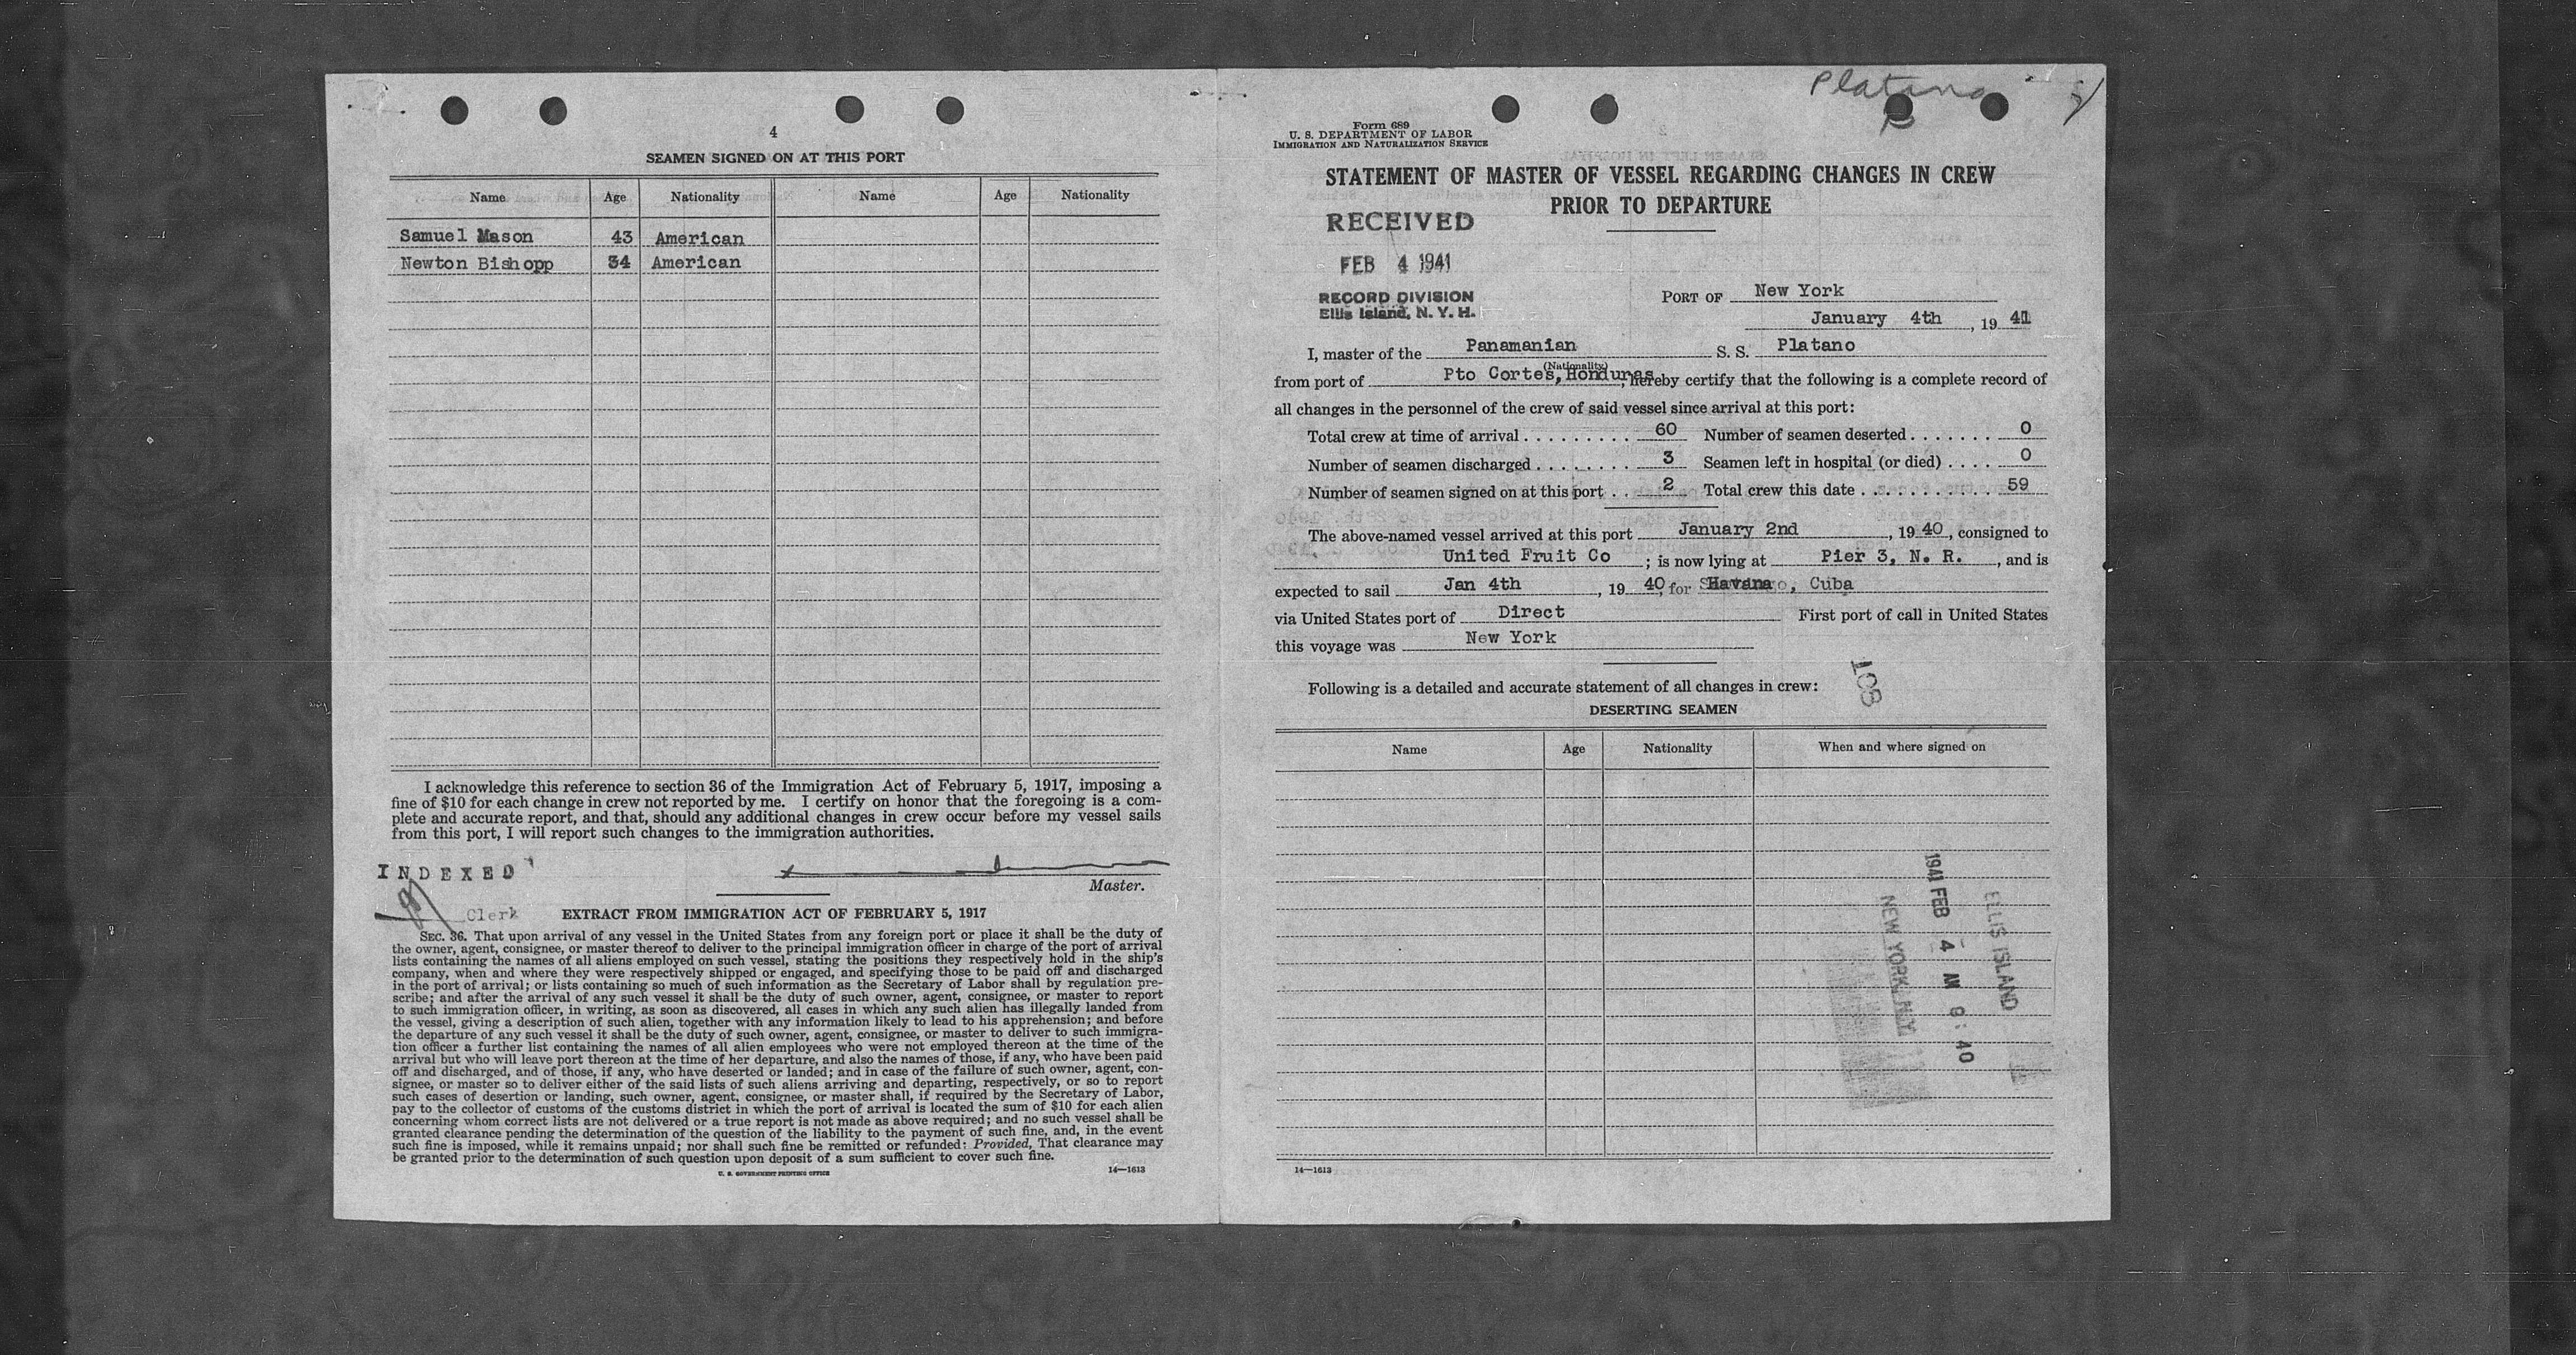 4
SEAMEN SIGNED ON AT THIS PORT
Name Age Nationality Name Age Nationality
Samuel Mason 43 American
Newton Bishopp 34 American
I acknowledge this reference to section 36 of the Immigration Act of February 5, 1917, imposing a
fine of $10 for each change in crew not reported by me. I certify on honor that the foregoing is a com-
plete and accurate report, and that, should any additional changes in crew occur before my vessel sails
from this port, I will report such changes to the immigration authorities.
INDEXED
Master.
Clerk
EXTRACT FROM IMMIGRATION ACT OF FEBRUARY 5, 1917
SEC. 36. That upon arrival of any vessel in the United States from any foreign port or place it shall be the duty of
the owner, agent, consignee, or master thereof to deliver to the principal immigration officer in charge of the port of arrival
lists containing the names of all aliens employed on such vessel, stating the positions they respectively hold in the ship's
company, when and where they were respectively shipped or engaged, and specifying those to be paid off and discharged
in the port of arrival; or lists containing so much of such information as the Secretary of Labor shall by regulation pre-
scribe; and after the arrival of any such vessel it shall be the duty of such owner, agent, consignee, or master to report
to such immigration officer, in writing, as soon as discovered, all cases in which any such alien has illegally landed from
the vessel, giving a description of such alien, together with any information likely to lead to his apprehension; and before
the departure of any such vessel it shall be the duty of such owner, agent, consignee, or master to deliver to such immigra-
tion officer a further list containing the names of all alien employees who were not employed thereon at the time of the
arrival but who will leave port thereon at the time of her departure, and also the names of those, if any, who have been paid
off and discharged, and of those, if any, who have deserted or landed; and in case of the failure of such owner, agent, con-
signee, or master so to deliver either of the said lists of such aliens arriving and departing, respectively, or so to report
such cases of desertion or landing, such owner, agent, consignee, or master shall, if required by the Secretary of Labor,
pay to the collector of customs of the customs district in which the port of arrival is located the sum of $10 for each alien
concerning whom correct lists are not delivered or a true report is not made as above required; and no such vessel shall be
granted clearance pending the determination of the question of the liability to the payment of such fine, and, in the event
such fine is imposed, while it remains unpaid; nor shall such fine be remitted or refunded: Provided, That clearance may
be granted prior to the determination of such question upon deposit of a sum sufficient to cover such fine.
U. S. GOVERNMENT PRINTING OFFICE 14—1613
Platano
Form 689
U. S. DEPARTMENT OF LABOR
IMMIGRATION AND NATURALIZATION SERVICE
STATEMENT OF MASTER OF VESSEL REGARDING CHANGES IN CREW
PRIOR TO DEPARTURE
RECEIVED
FEB 4 1941
RECORD DIVISION
Ellis Island, N. Y. H.
PORT OF New York
January 4th, 19 41
I, master of the Panamanian S. S. Platano
(Nationality)
from port of Pto Cortes, Honduras, hereby certify that the following is a complete record of
all changes in the personnel of the crew of said vessel since arrival at this port:
Total crew at time of arrival . . . . . . . . . 60 Number of seamen deserted . . . . . . . 0
Number of seamen discharged . . . . . . . . 3 Seamen left in hospital (or died) . . . . 0
Number of seamen signed on at this port . . 2 Total crew this date . . . . . . . . . . . 59
The above-named vessel arrived at this port January 2nd, 19 40, consigned to
United Fruit Co; is now lying at Pier 3, N. R., and is
expected to sail Jan 4th, 19 40, for Havana, Cuba
via United States port of Direct First port of call in United States
this voyage was New York
Following is a detailed and accurate statement of all changes in crew:
108
DESERTING SEAMEN
Name Age Nationality When and where signed on
ELLIS ISLAND
1941 FEB 4 AM 9:40
NEW YORK, N.Y.
14—1613